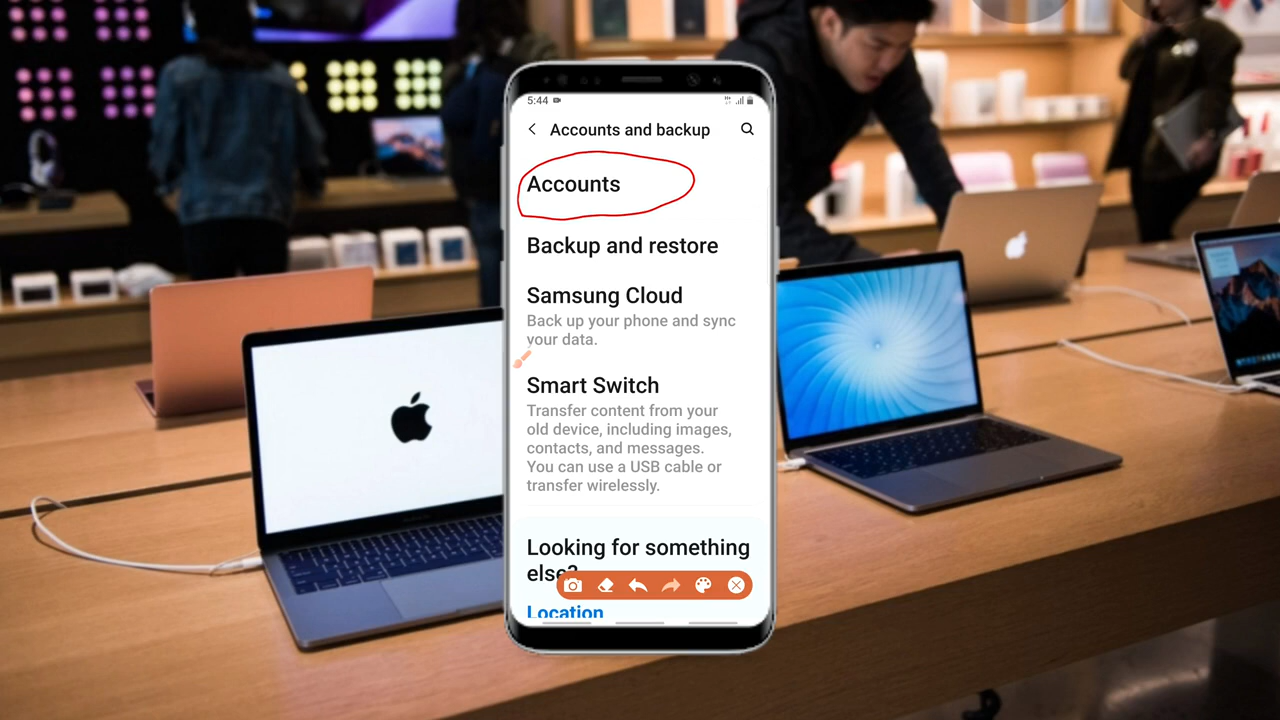 5:44
Accounts and backup
Accounts
Backup and restore
Samsung Cloud
Back up your phone and sync
your data.
Smart Switch
Transfer content from your
old device, including images,
contacts, and messages.
You can use a USB cable or
transfer wirelessly.
Looking for something
else?
Location